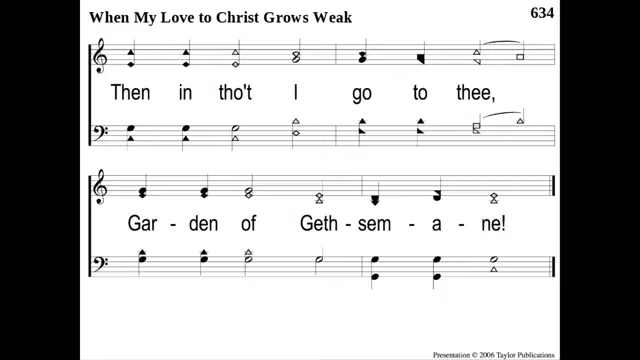 When My Love to Christ Grows Weak 634
Then in tho't I go to thee,
Gar - den of Geth - sem - a - ne!
Presentation © 2006 Taylor Publications